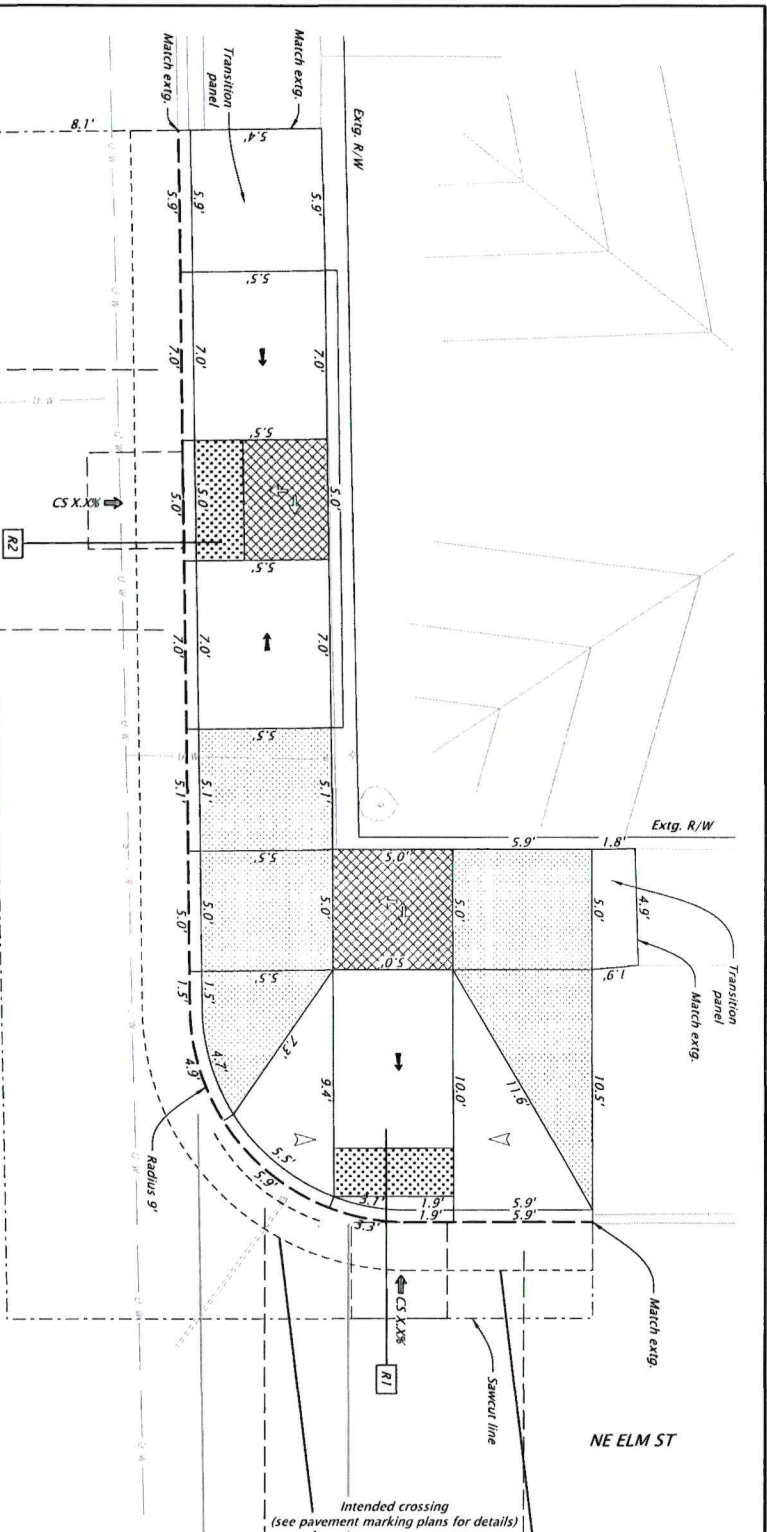 Match extg.
Transition
panel
Match extg.
Extg. R/W
8.1'
5.4'
5.9'
5.9'
5.9'
5.5'
7.0'
7.0'
7.0'
5.5'
5.0'
5.0'
5.0'
CS X.X%
R2
5.5'
7.0'
7.0'
7.0'
5.5'
5.1'
5.1'
5.1'
Extg. R/W
5.9'
1.8'
5.0'
5.5'
5.0'
5.0'
5.0'
5.0'
5.0'
4.9'
5.0'
5.5'
1.9'
Transition
panel
Match extg.
1.5'
1.5'
4.7'
4.9'
7.3'
9.4'
10.0'
11.6'
10.5'
Radius 9'
5.5'
5.9'
3.1'
3.3'
1.9'
1.9'
5.9'
5.9'
Match extg.
CS X.X%
R1
Sawcut line
NE ELM ST
Intended crossing
(see pavement marking plans for details)